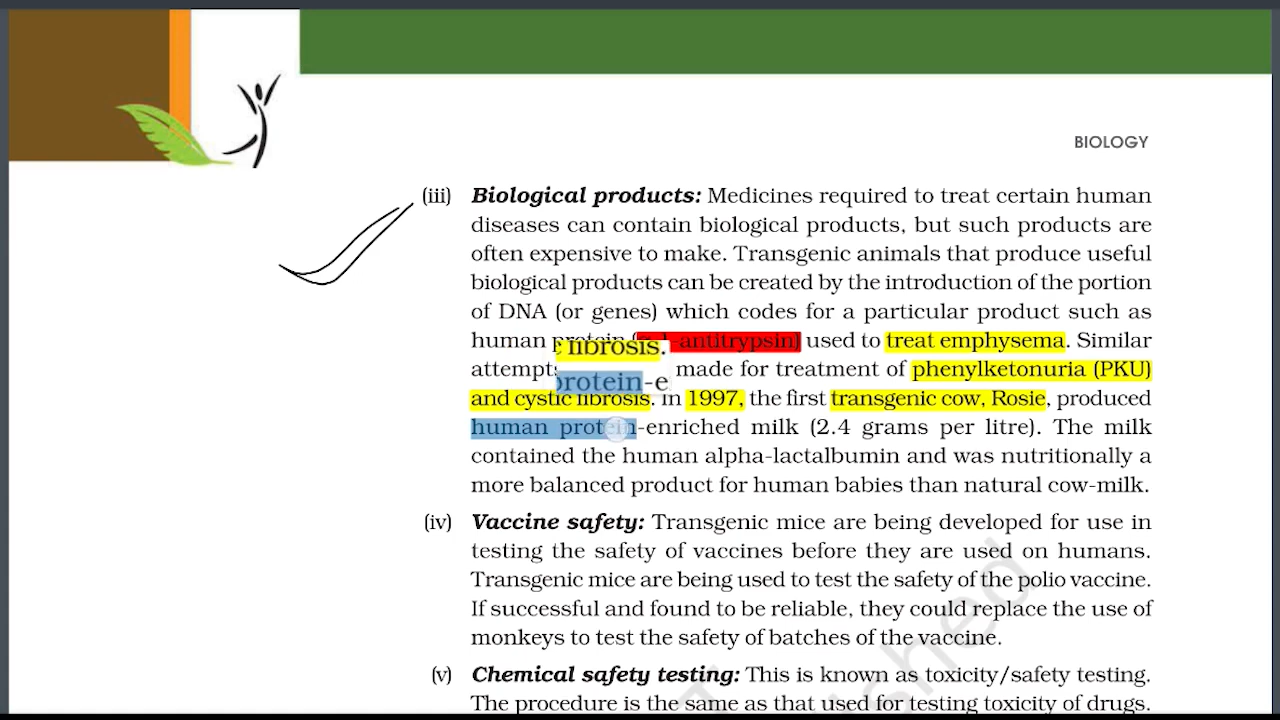 BIOLOGY
(iii) Biological products: Medicines required to treat certain human
diseases can contain biological products, but such products are
often expensive to make. Transgenic animals that produce useful
biological products can be created by the introduction of the portion
of DNA (or genes) which codes for a particular product such as
human protein -antitrypsin) used to treat emphysema. Similar
fibrosis.
attempts made for treatment of phenylketonuria (PKU)
protein-e
and cystic fibrosis. In 1997, the first transgenic cow, Rosie, produced
human protein-enriched milk (2.4 grams per litre). The milk
contained the human alpha-lactalbumin and was nutritionally a
more balanced product for human babies than natural cow-milk.
(iv) Vaccine safety: Transgenic mice are being developed for use in
testing the safety of vaccines before they are used on humans.
Transgenic mice are being used to test the safety of the polio vaccine.
If successful and found to be reliable, they could replace the use of
monkeys to test the safety of batches of the vaccine.
(v) Chemical safety testing: This is known as toxicity/safety testing.
The procedure is the same as that used for testing toxicity of drugs.